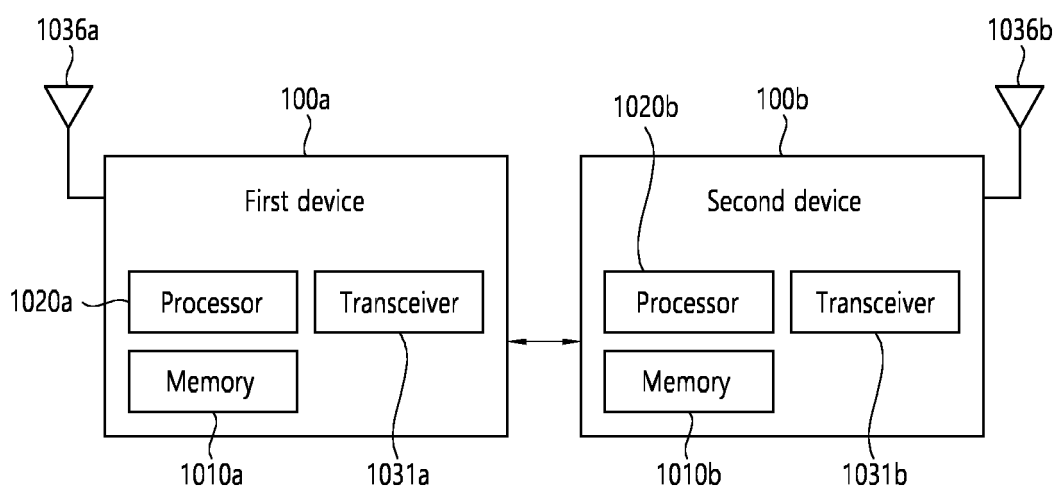 1036a
1036b
100a
1020b
100b
First device
Second device
1020a
Processor
Transceiver
Processor
Transceiver
Memory
Memory
1010a
1031a
1010b
1031b